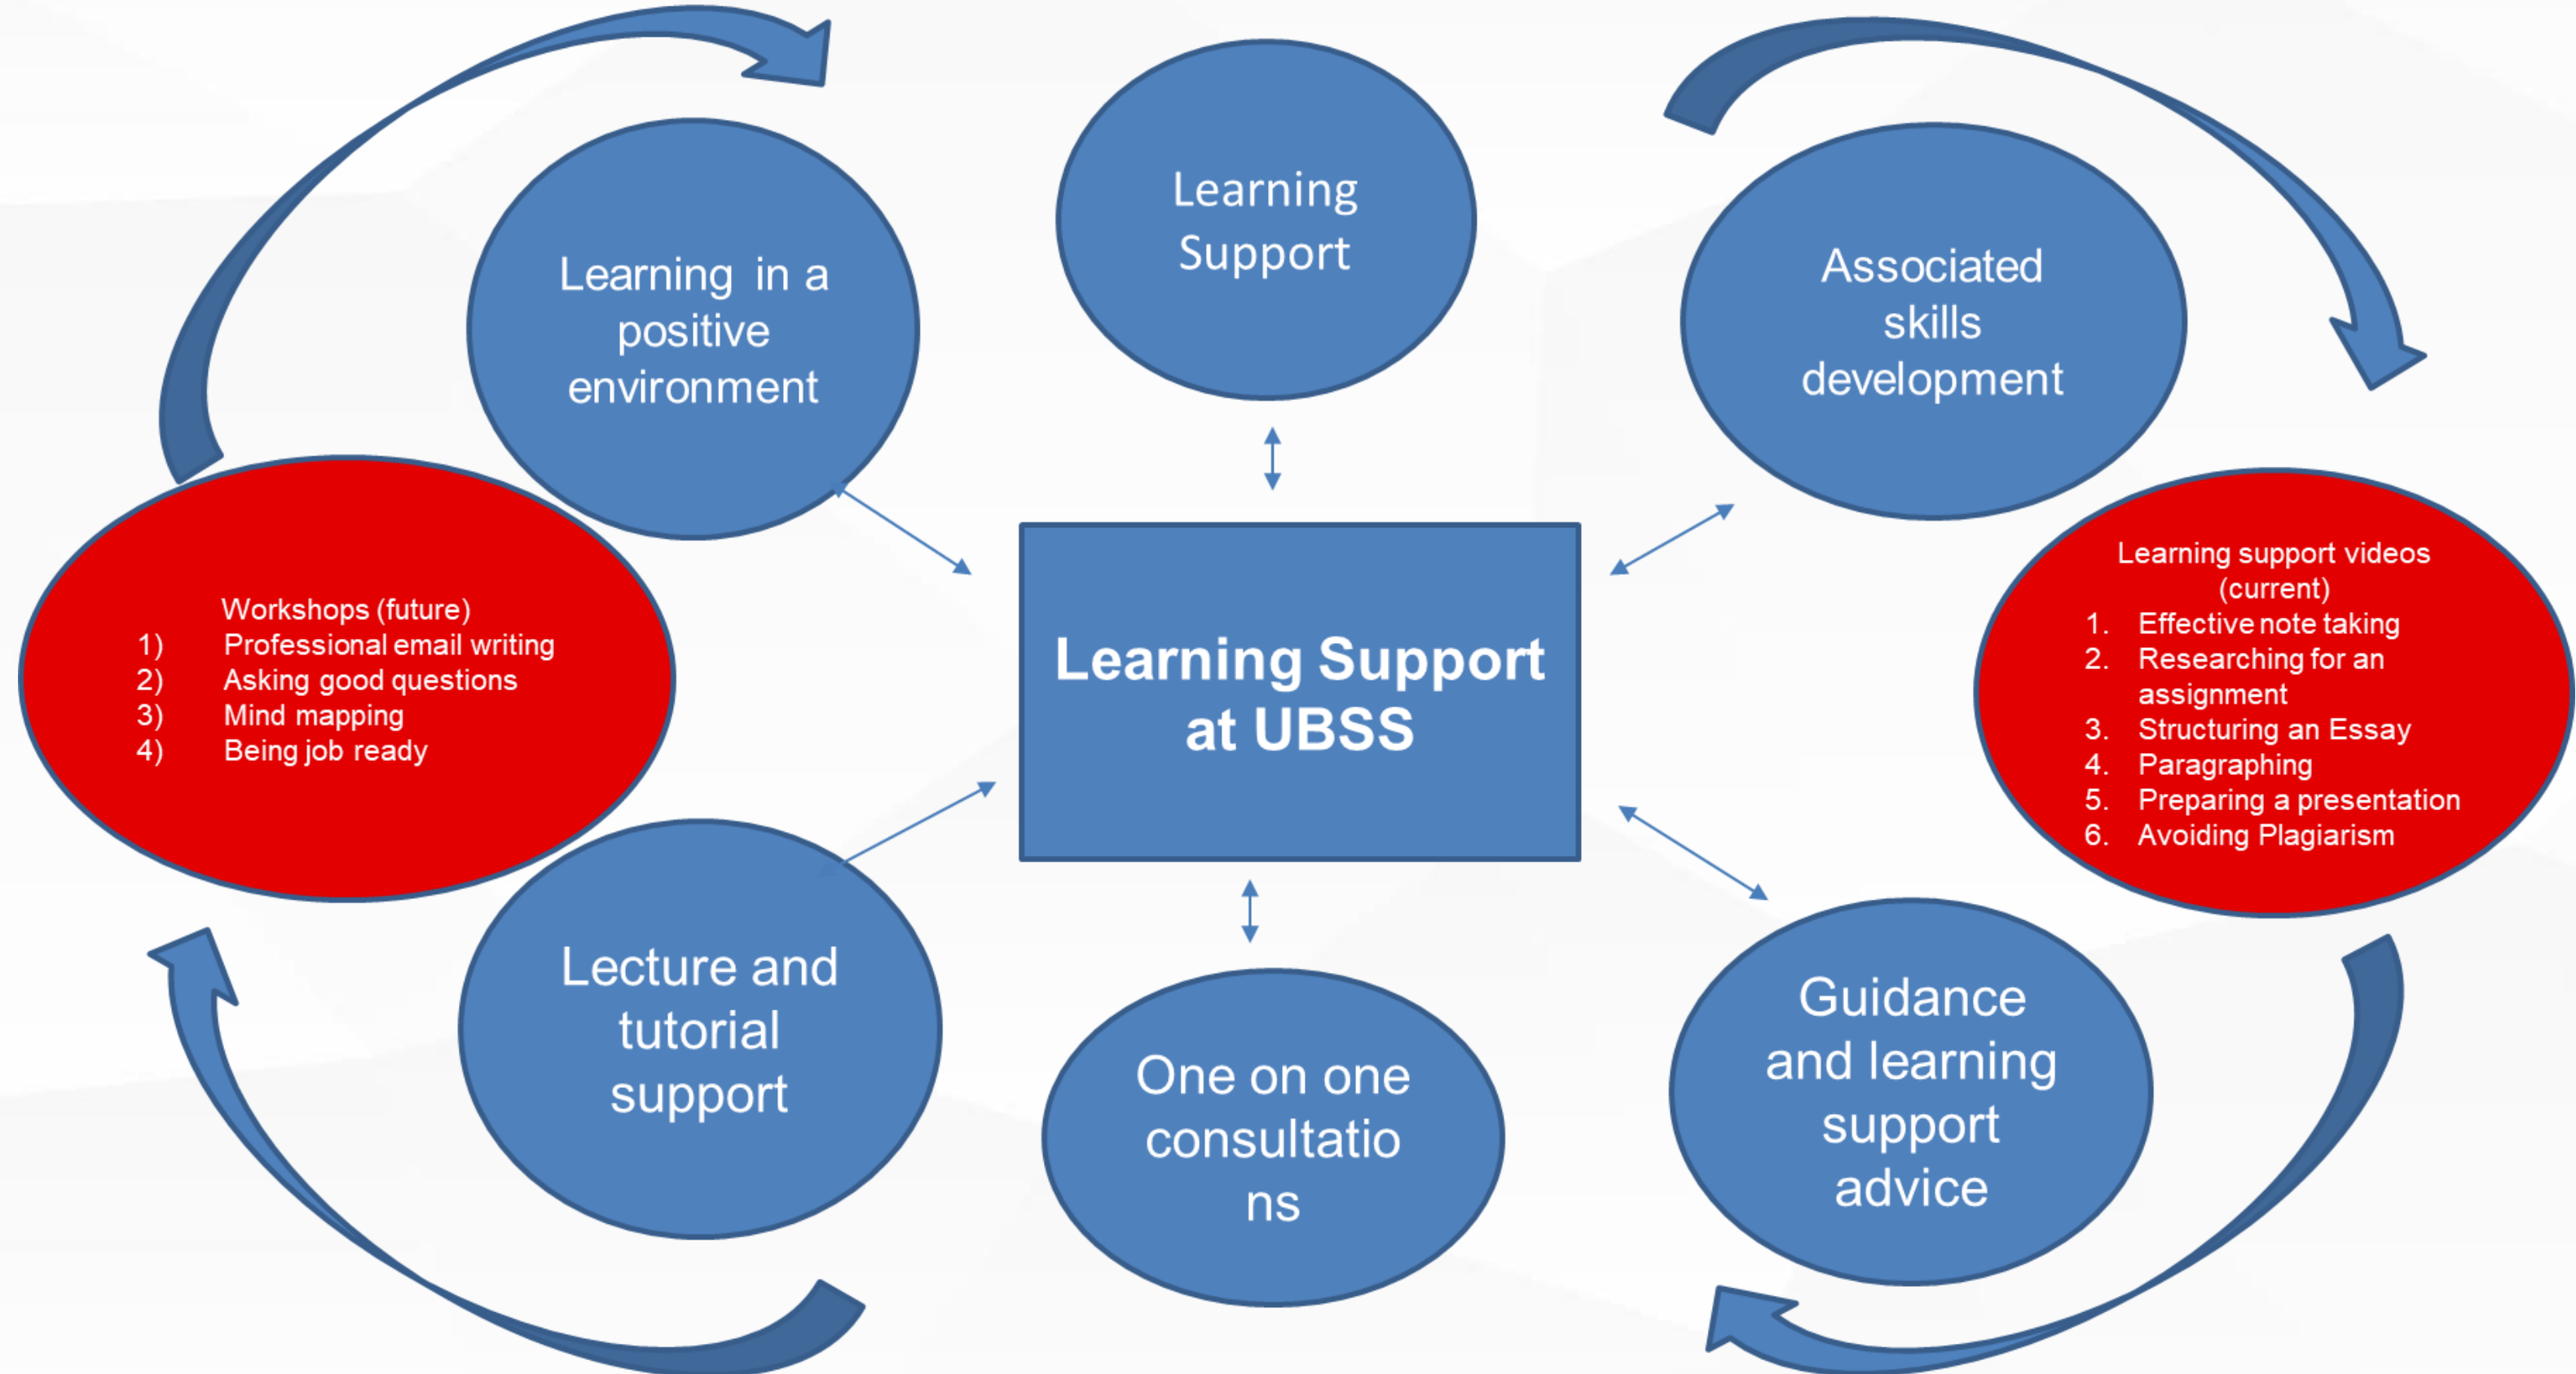 Learning
Support
Learning in a
positive
environment
Associated
skills
development
Workshops (future)
1) Professional email writing
2) Asking good questions
3) Mind mapping
4) Being job ready
Learning Support
at UBSS
Learning support videos
(current)
1. Effective note taking
2. Researching for an
assignment
3. Structuring an Essay
4. Paragraphing
5. Preparing a presentation
6. Avoiding Plagiarism
Lecture and
tutorial
support
One on one
consultatio
ns
Guidance
and learning
support
advice